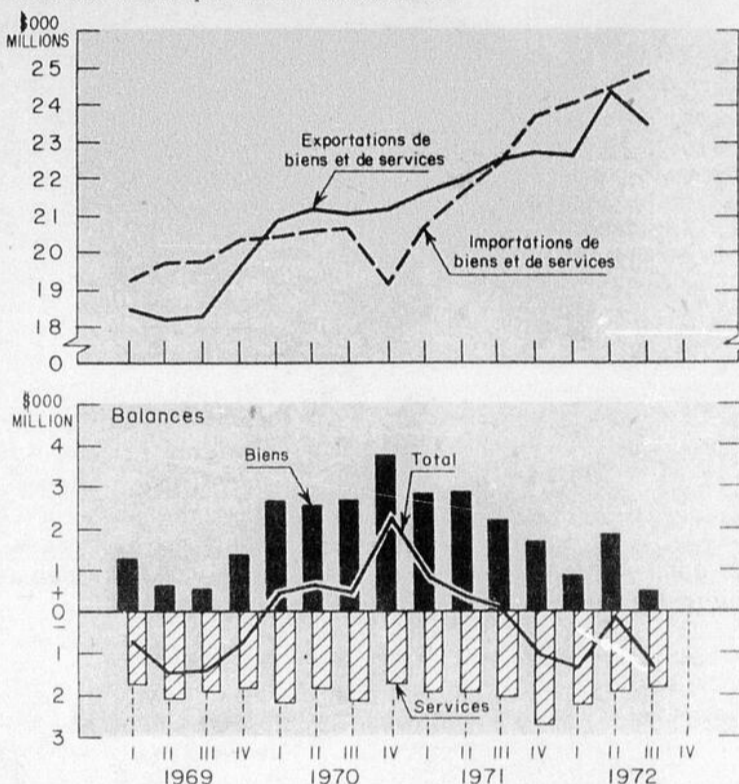 $000
MILLIONS
25
24
23
22
21
20
19
18
0
Exportations de
biens et de services
Importations de
biens et de services
$000
MILLION
Balances
Biens
Total
Services
4
3
2
1
+
0
–
1
2
3
I II III IV I II III IV I II III IV I II III IV
1969 1970 1971 1972